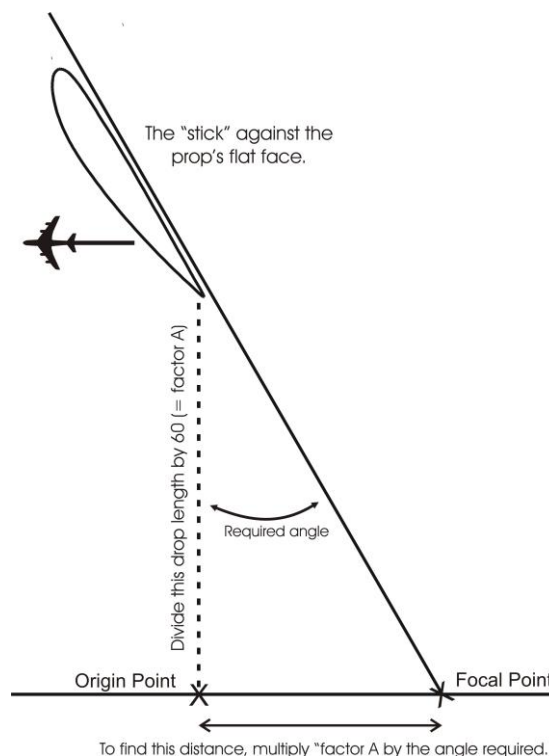 The "stick" against the
prop's flat face.
Divide this drop length by 60 (= factor A)
Required angle
Origin Point
Focal Point
To find this distance, multiply "factor A by the angle required.